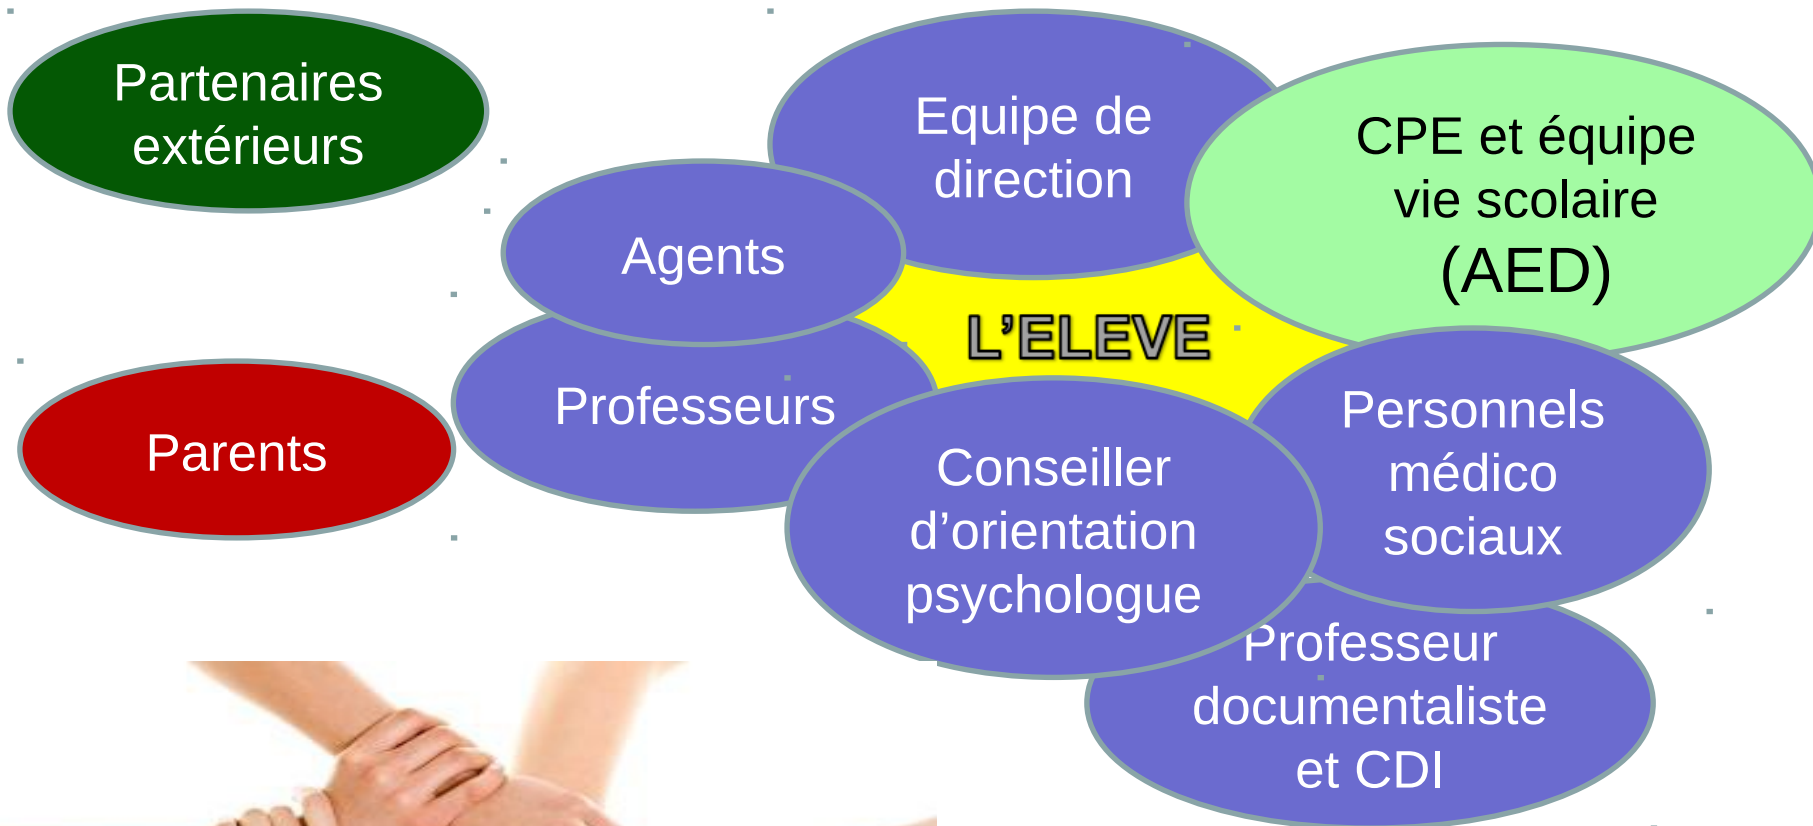 Partenaires
extérieurs
Equipe de
direction
CPE et équipe
vie scolaire
(AED)
Agents
L’ELEVE
Professeurs
Parents
Conseiller
d’orientation
psychologue
Personnels
médico
sociaux
Professeur
documentaliste
et CDI